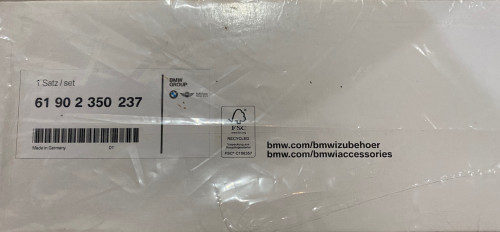 1 Satz / set
61 90 2 350 237
Made in Germany 01
BMW
GROUP
FSC
RECYCLED
bmw.com/bmwizubehoer
bmw.com/bmwiaccessories